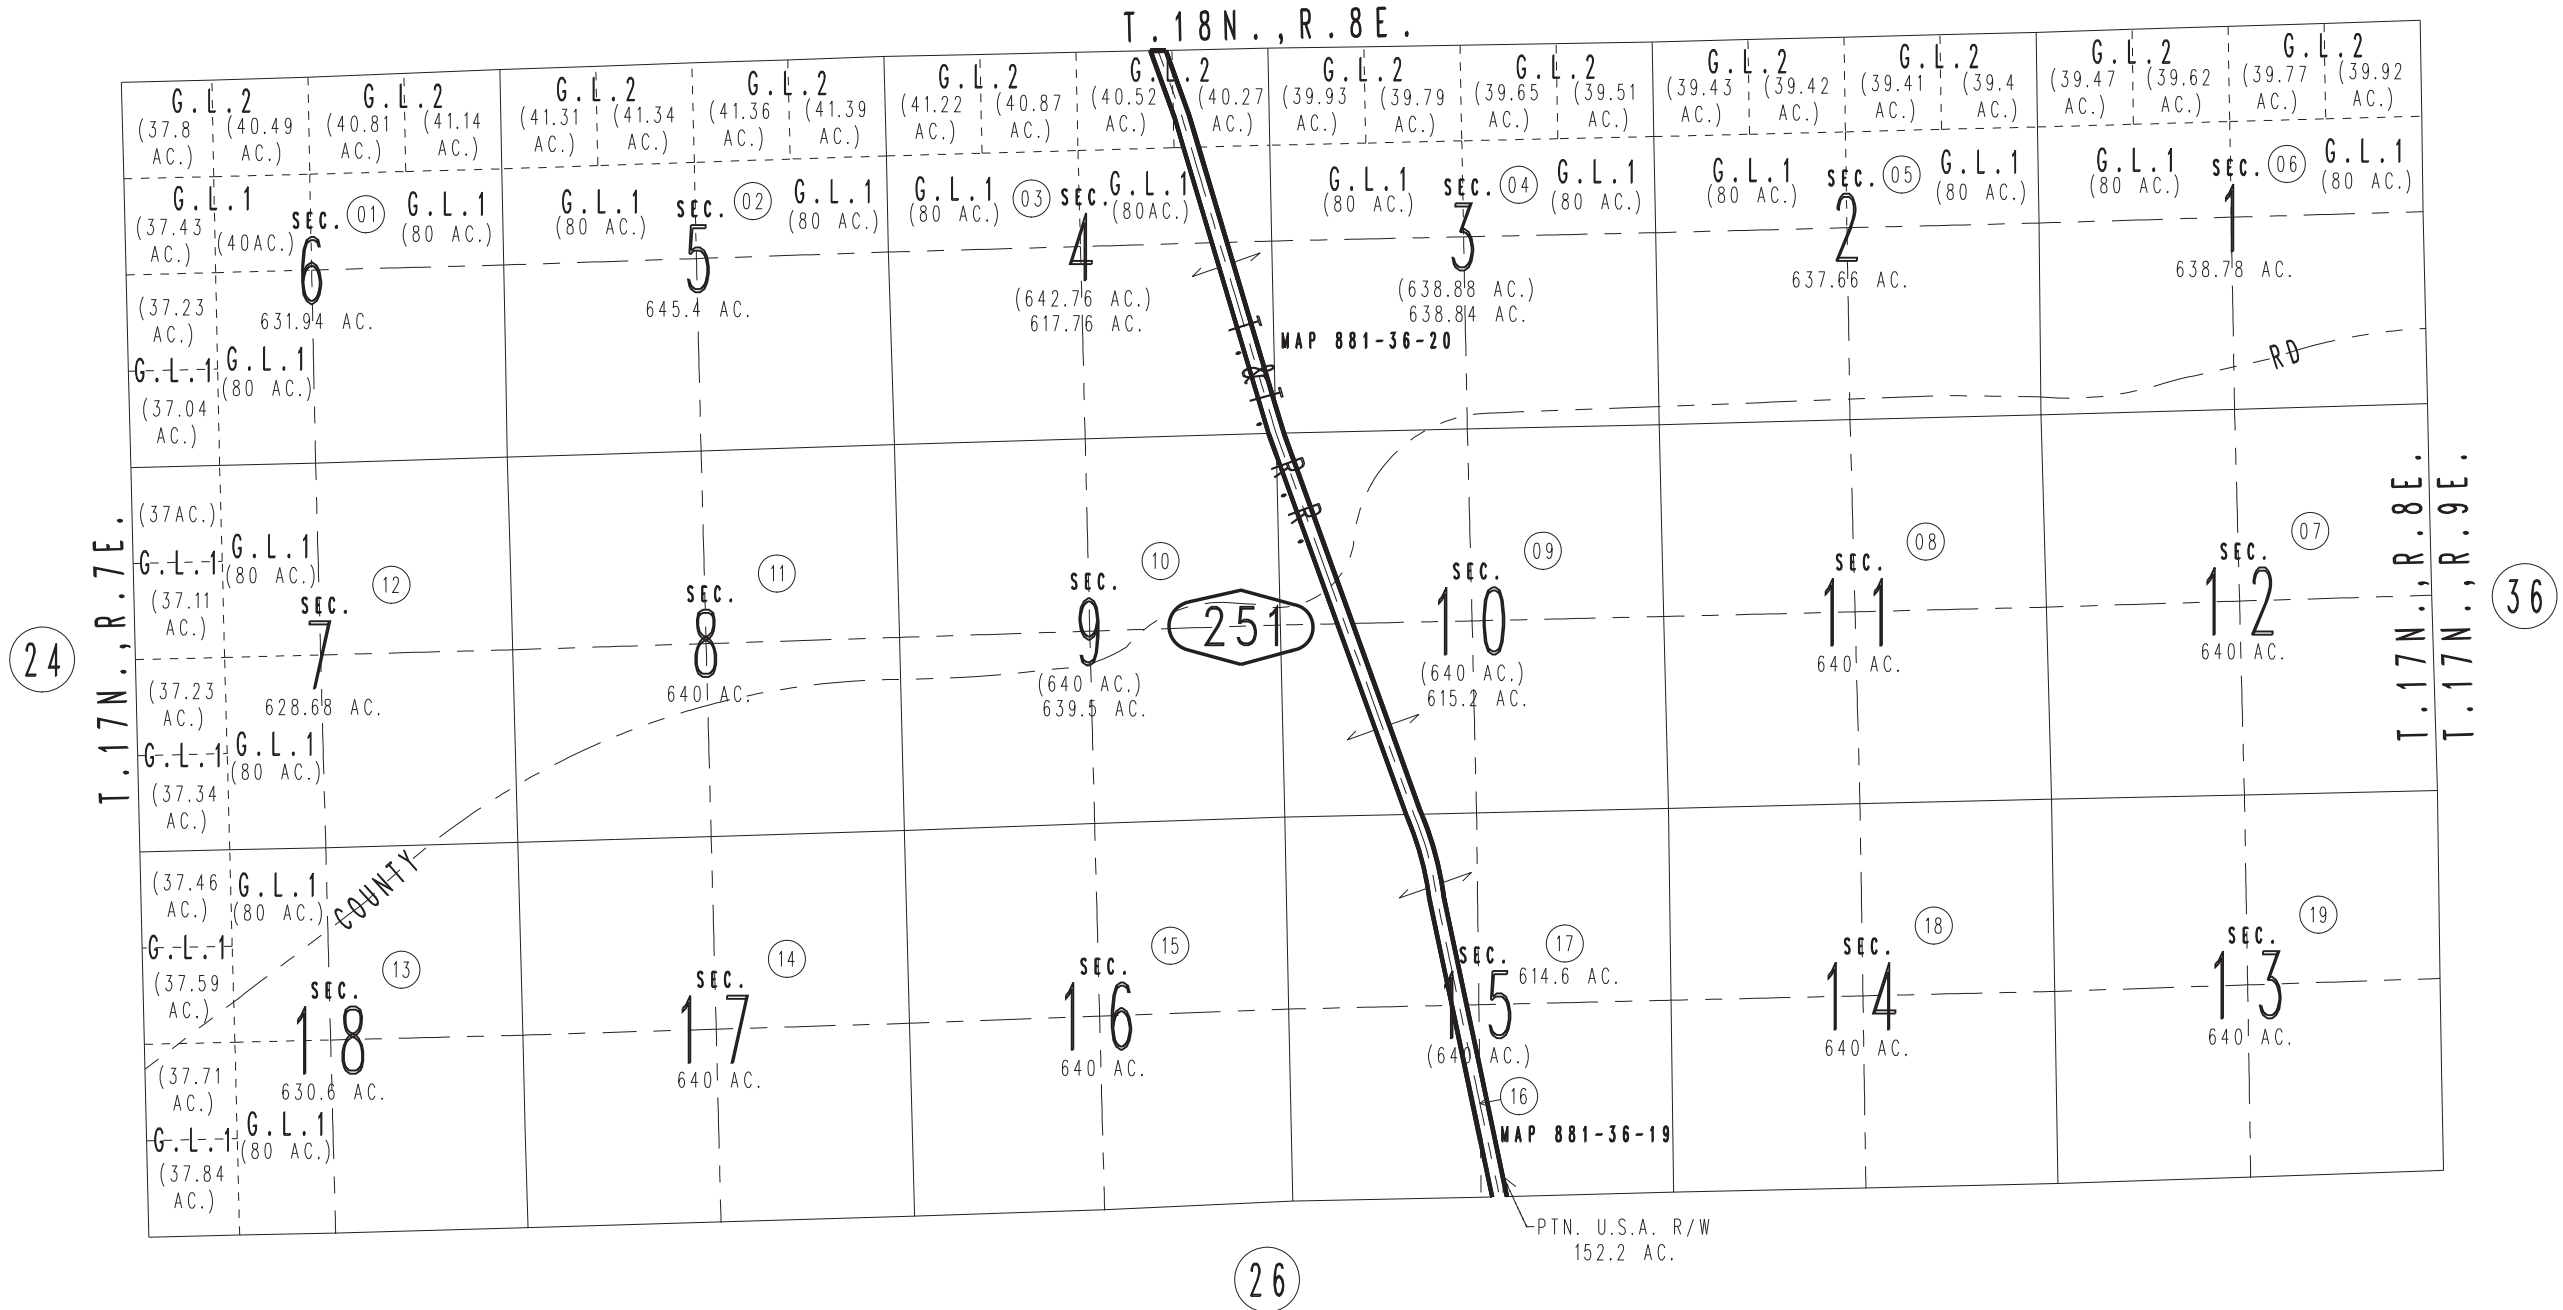 T.18N.,R.8E.
G.L.2 G.L.2 G.L.2 G.L.2 G.L.2 G.L.2 G.L.2 G.L.2 G.L.2 G.L.2 G.L.2 G.L.2
(37.8 AC.) (40.49 AC.) (40.81 AC.) (41.14 AC.) (41.31 AC.) (41.34 AC.) (41.36 AC.) (41.39 AC.) (41.22 AC.) (40.87 AC.) (40.52 AC.) (40.27 AC.) (39.93 AC.) (39.79 AC.) (39.65 AC.) (39.51 AC.) (39.43 AC.) (39.42 AC.) (39.41 AC.) (39.4 AC.) (39.47 AC.) (39.62 AC.) (39.77 AC.) (39.92 AC.)
G.L.1
(37.43 AC.) (40AC.)
SEC. 6 01
G.L.1
(80 AC.)
631.94 AC.
(37.23 AC.)
G.L.1
(37.04 AC.)
G.L.1
(80 AC.)
G.L.1
(80 AC.)
SEC. 5 02
G.L.1
(80 AC.)
645.4 AC.
G.L.1
(80 AC.)
03 SEC. 4
G.L.1
(80AC.)
(642.76 AC.)
617.76 AC.
G.L.1
(80 AC.)
SEC. 3 04
G.L.1
(80 AC.)
(638.88 AC.)
638.84 AC.
MAP 881-36-20
T. & T. R. R.
G.L.1
(80 AC.)
SEC. 2 05
G.L.1
(80 AC.)
637.66 AC.
G.L.1
(80 AC.)
SEC. 1 06
G.L.1
(80 AC.)
638.78 AC.
RD
T.17N.,R.7E.
24
(37AC.)
G.L.1
(37.11 AC.)
G.L.1
(80 AC.)
SEC. 7 12
628.68 AC.
(37.23 AC.)
G.L.1
(37.34 AC.)
G.L.1
(80 AC.)
SEC. 8 11
640 AC.
SEC. 9 10
(640 AC.)
639.5 AC.
251
SEC. 10 09
(640 AC.)
615.2 AC.
SEC. 11 08
640 AC.
SEC. 12 07
640 AC.
T.17N.,R.8E.
T.17N.,R.9E.
36
(37.46 AC.)
G.L.1
(37.59 AC.)
G.L.1
(80 AC.)
COUNTY
SEC. 18 13
630.6 AC.
(37.71 AC.)
G.L.1
(37.84 AC.)
G.L.1
(80 AC.)
SEC. 17 14
640 AC.
SEC. 16 15
640 AC.
SEC. 15 17
614.6 AC.
(640 AC.)
16
MAP 881-36-19
SEC. 14 18
640 AC.
SEC. 13 19
640 AC.
PTN. U.S.A. R/W
152.2 AC.
26